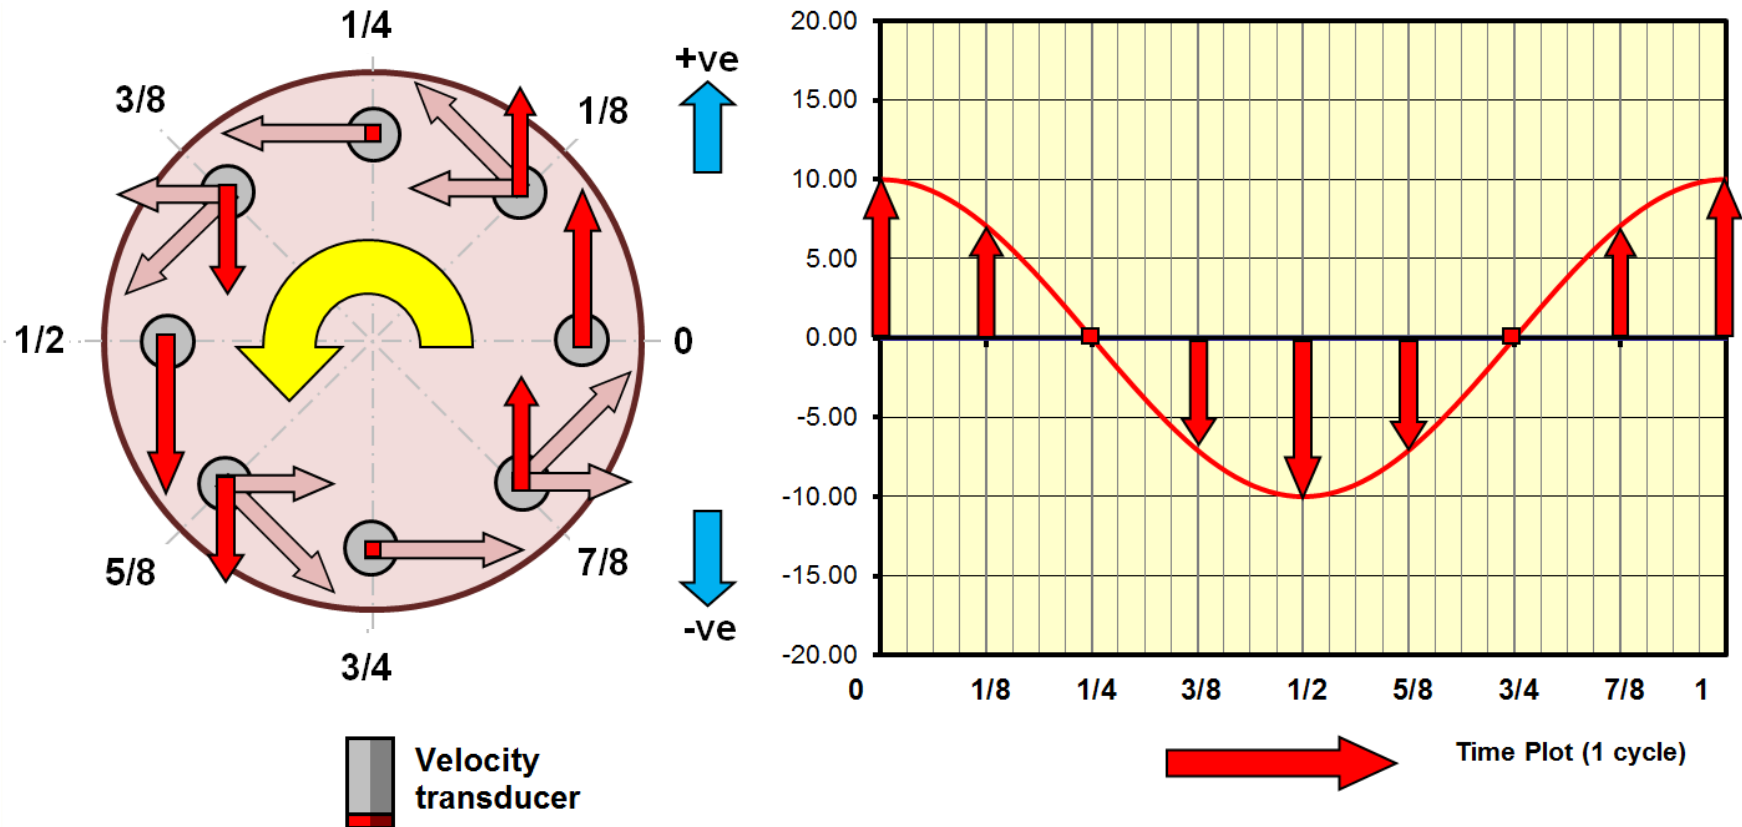 1/4
3/8
1/8
1/2
0
5/8
7/8
3/4
+ve
-ve
Velocity
transducer
20.00
15.00
10.00
5.00
0.00
-5.00
-10.00
-15.00
-20.00
0 1/8 1/4 3/8 1/2 5/8 3/4 7/8 1
Time Plot (1 cycle)